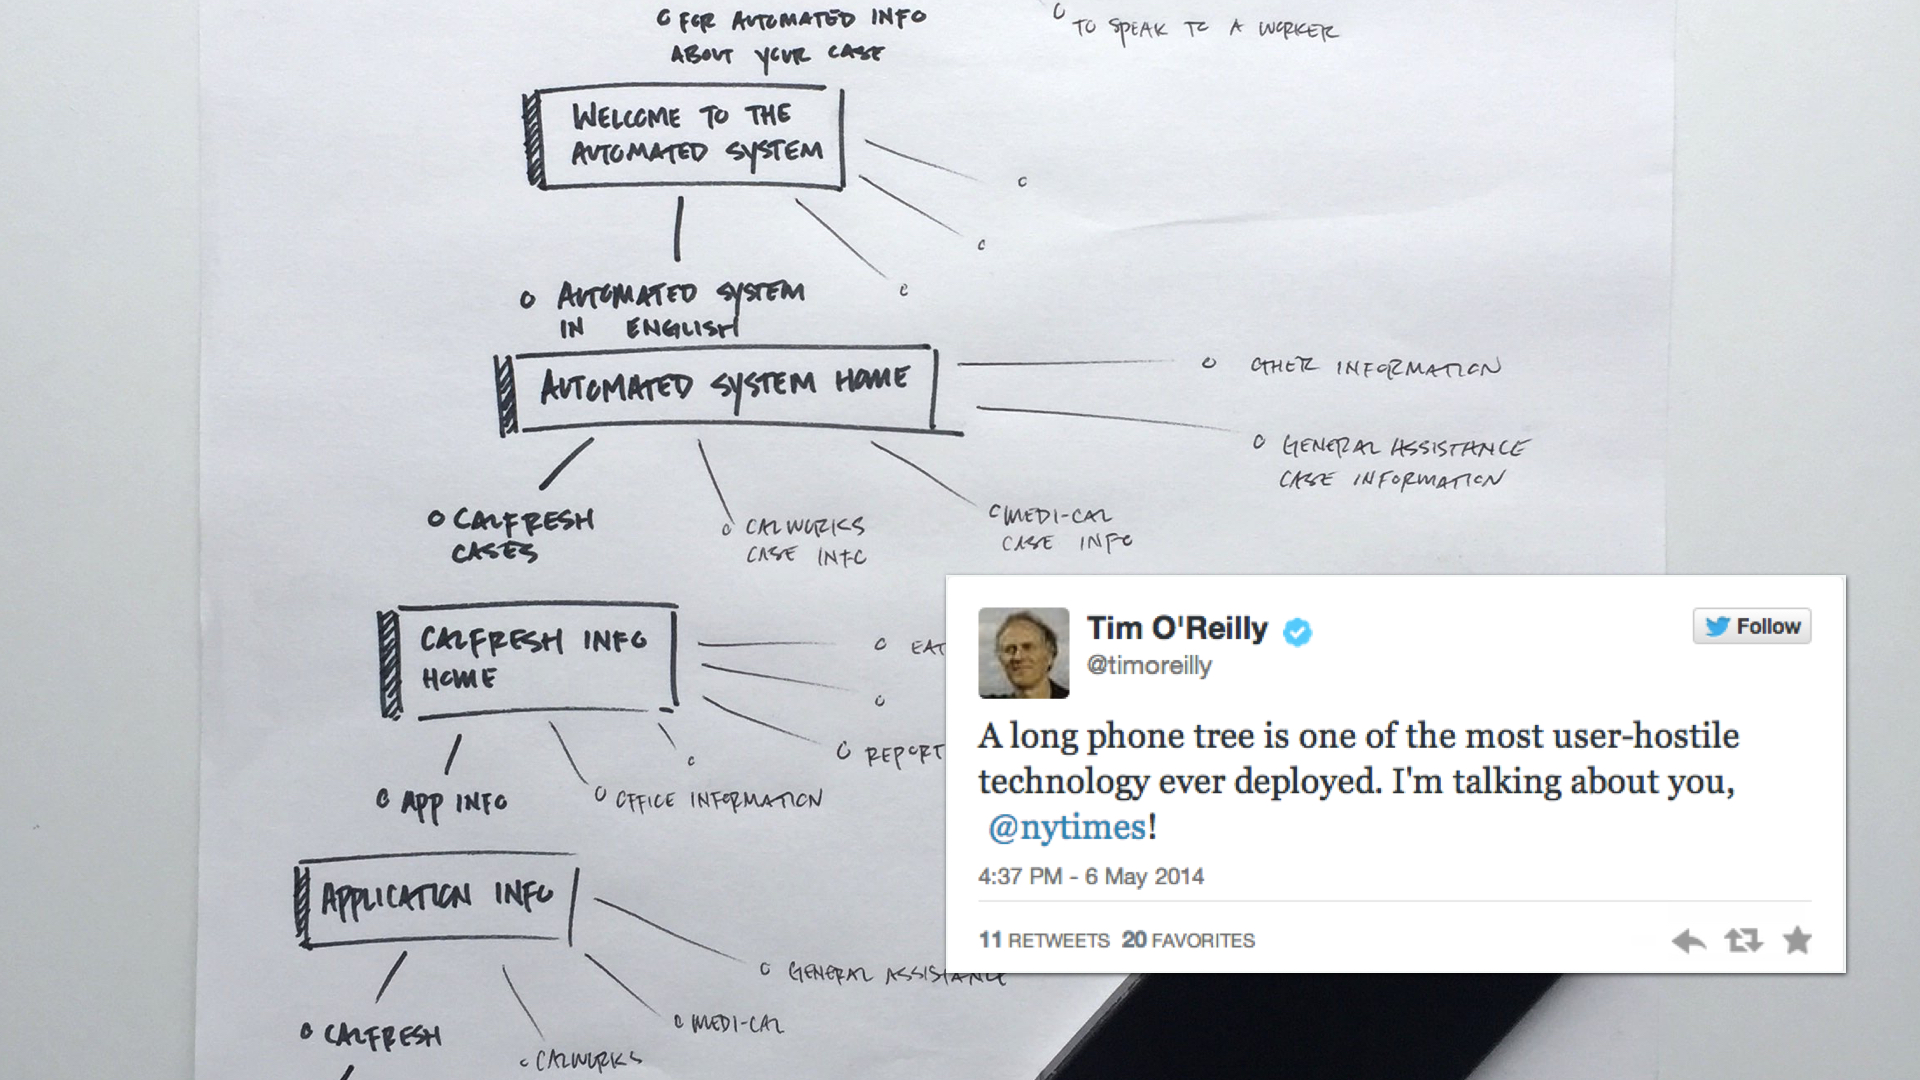 O FOR AUTOMATED INFO
ABOUT YOUR CASE
O TO SPEAK TO A WORKER
WELCOME TO THE
AUTOMATED SYSTEM
O AUTOMATED SYSTEM
IN ENGLISH
AUTOMATED SYSTEM HOME
O OTHER INFORMATION
O GENERAL ASSISTANCE
CASE INFORMATION
O CALFRESH
CASES
O CALWORKS
CASE INFO
O MEDI-CAL
CASE INFO
CALFRESH INFO
HOME
O
O REPORT
O APP INFO
O OFFICE INFORMATION
APPLICATION INFO
O GENERAL ASSISTANCE
O MEDI-CAL
O CALFRESH
O CALWORKS
Tim O'Reilly
@timoreilly
Follow
A long phone tree is one of the most user-hostile
technology ever deployed. I'm talking about you,
@nytimes!
4:37 PM - 6 May 2014
11 RETWEETS 20 FAVORITES